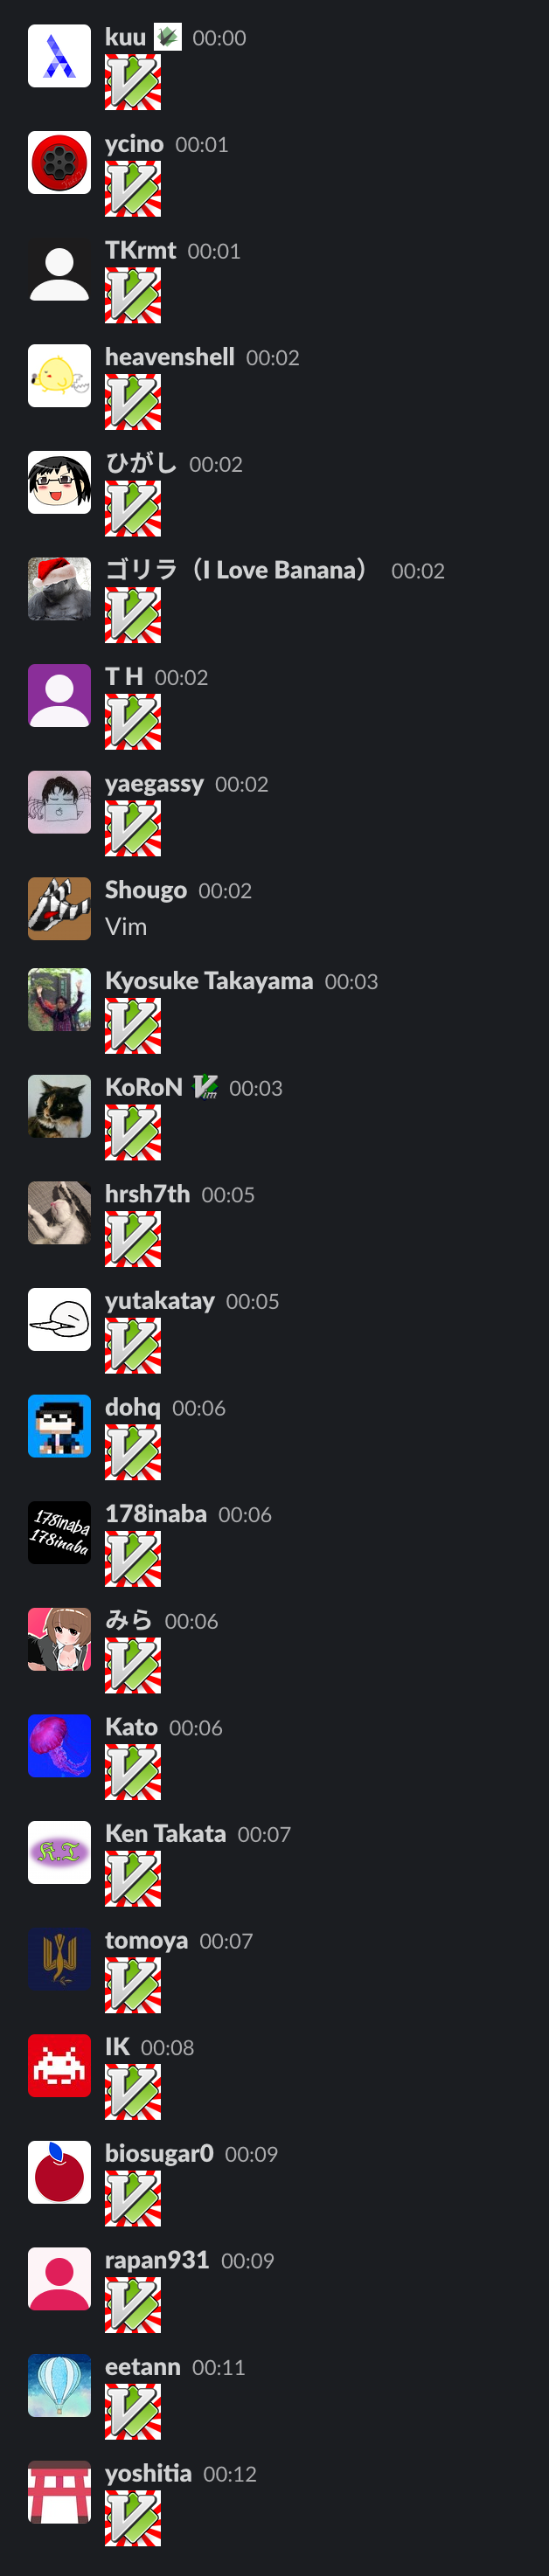 kuu 00:00
ycino 00:01
TKrmt 00:01
heavenshell 00:02
ひがし 00:02
ゴリラ（I Love Banana） 00:02
T H 00:02
yaegassy 00:02
Shougo 00:02
Vim
Kyosuke Takayama 00:03
KoRoN Vim 00:03
hrsh7th 00:05
yutakatay 00:05
dohq 00:06
178inaba 00:06
178inaba
178inaba
みら 00:06
Kato 00:06
Ken Takata 00:07
K.T
tomoya 00:07
IK 00:08
biosugar0 00:09
rapan931 00:09
eetann 00:11
yoshitia 00:12